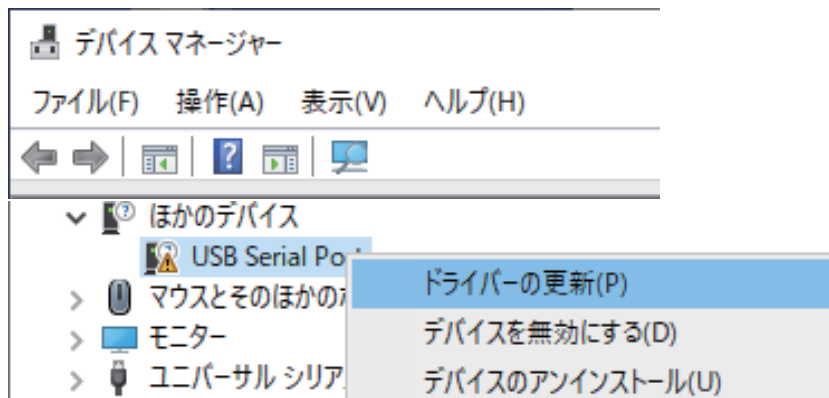 デバイス マネージャー
ファイル(F) 操作(A) 表示(V) ヘルプ(H)
ほかのデバイス
USB Serial Port
ドライバーの更新(P)
マウスとそのほかの
デバイスを無効にする(D)
モニター
ユニバーサル シリア
デバイスのアンインストール(U)